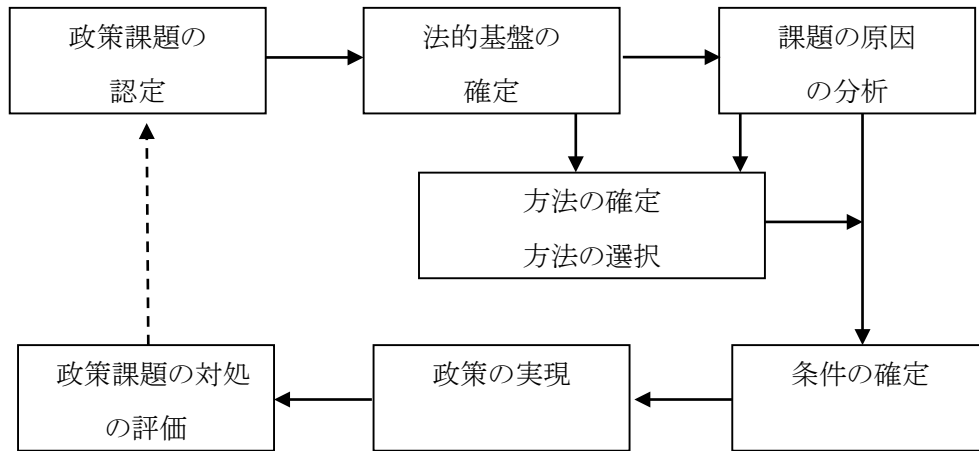 政策課題の
認定
法的基盤の
確定
課題の原因
の分析
方法の確定
方法の選択
政策課題の対処
の評価
政策の実現
条件の確定